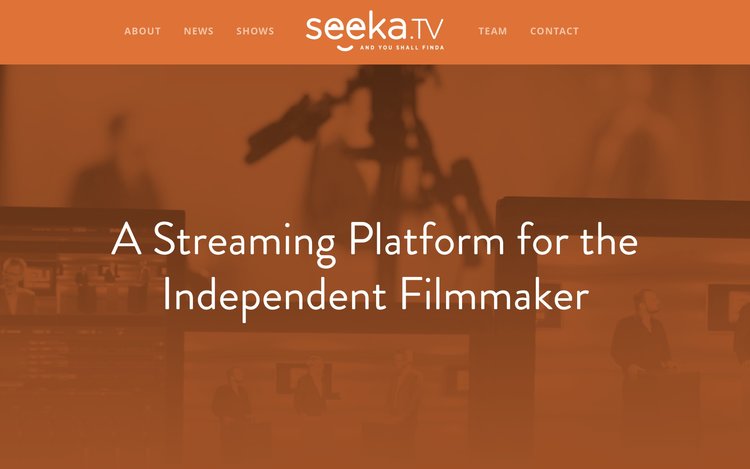 ABOUT NEWS SHOWS seeka.TV TEAM CONTACT
AND YOU SHALL FINDA
A Streaming Platform for the
Independent Filmmaker